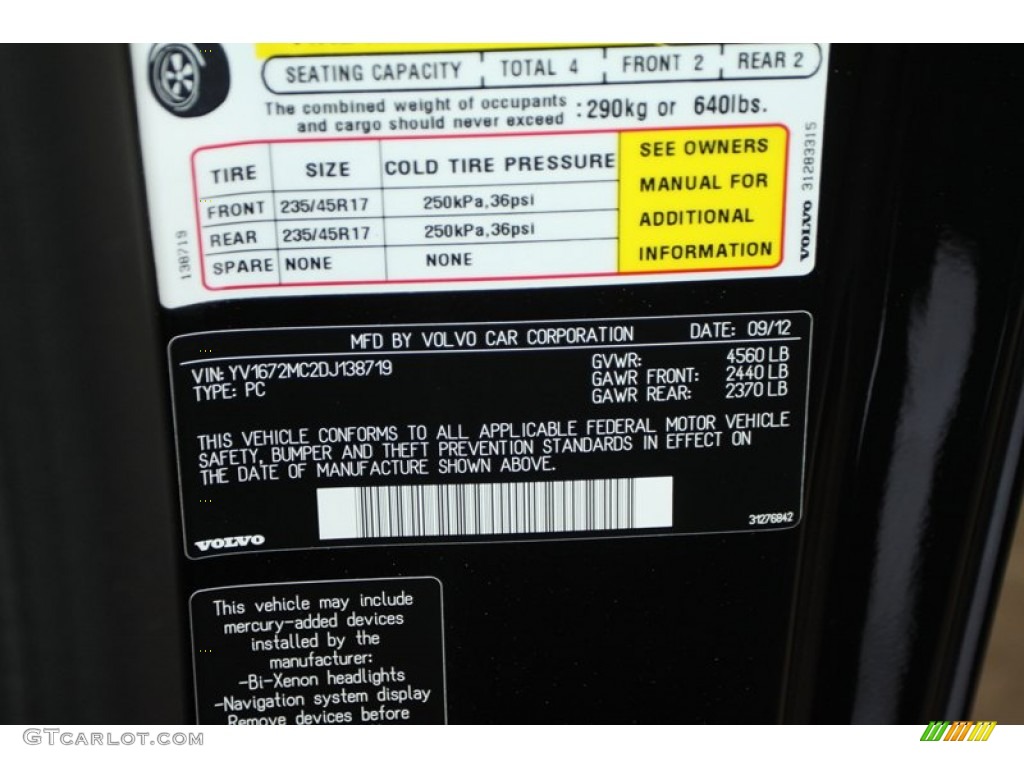 SEATING CAPACITY TOTAL 4 FRONT 2 REAR 2
The combined weight of occupants and cargo should never exceed : 290kg or 640lbs.
TIRE SIZE COLD TIRE PRESSURE
FRONT 235/45R17 250kPa,36psi
REAR 235/45R17 250kPa,36psi
SPARE NONE NONE
SEE OWNERS
MANUAL FOR
ADDITIONAL
INFORMATION
138719
VOLVO 31283315
MFD BY VOLVO CAR CORPORATION DATE: 09/12
VIN: YV1672MC2DJ138719
TYPE: PC
GVWR: 4560 LB
GAWR FRONT: 2440 LB
GAWR REAR: 2370 LB
THIS VEHICLE CONFORMS TO ALL APPLICABLE FEDERAL MOTOR VEHICLE
SAFETY, BUMPER AND THEFT PREVENTION STANDARDS IN EFFECT ON
THE DATE OF MANUFACTURE SHOWN ABOVE.
VOLVO
31276842
This vehicle may include
mercury-added devices
installed by the
manufacturer:
-Bi-Xenon headlights
-Navigation system display
Remove devices before
GTCARLOT.COM